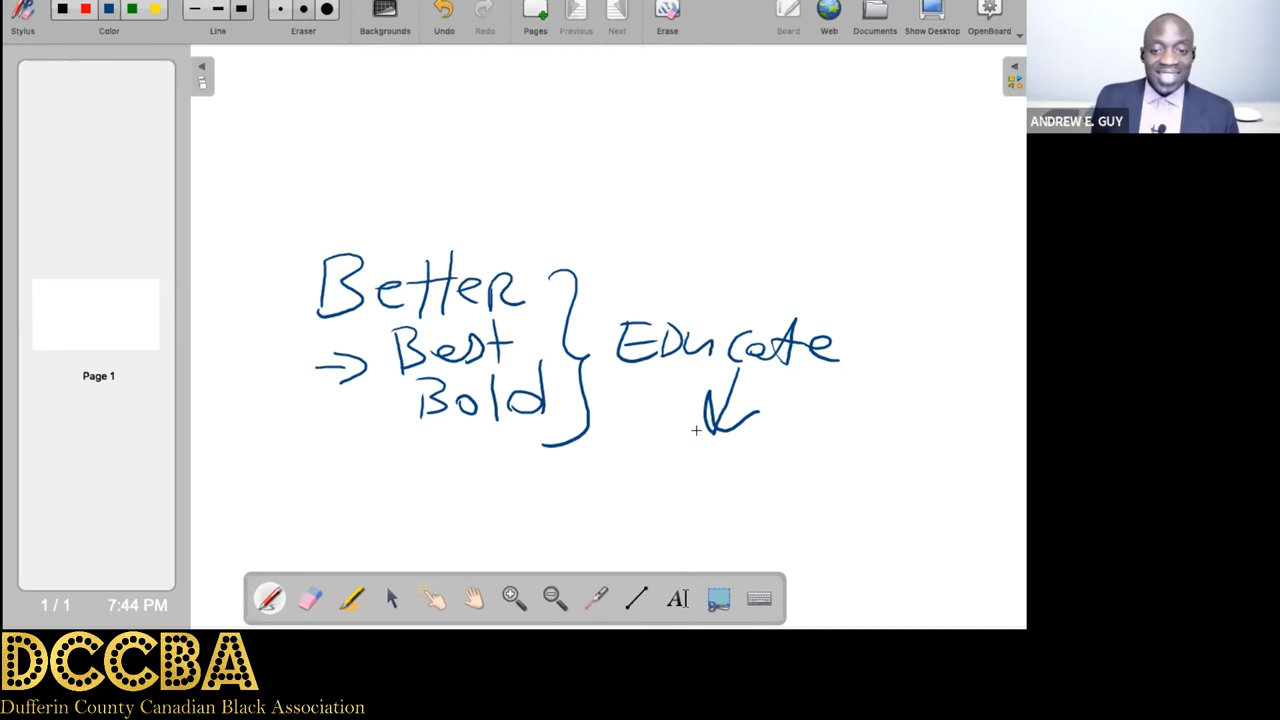 Stylus Color Line Eraser Backgrounds Undo Redo Pages Previous Next Erase Board Web Documents Show Desktop OpenBoard
ANDREW E. GUY
Better
→ Best
Bold
Educate
Page 1
1 / 1 7:44 PM
AI
DCCBA
Dufferin County Canadian Black Association